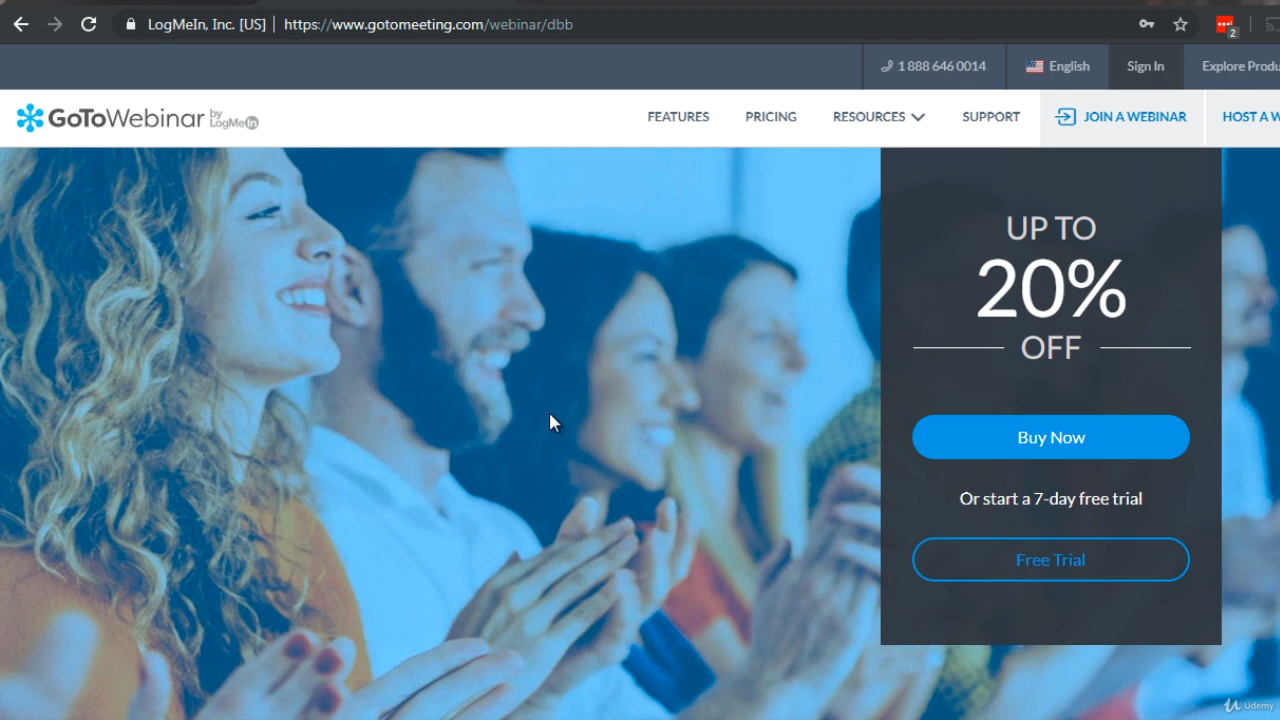 LogMeIn, Inc. [US] | https://www.gotomeeting.com/webinar/dbb
2
1 888 646 0014
English
Sign In
Explore Produ
GoToWebinar by LogMeIn
FEATURES
PRICING
RESOURCES
SUPPORT
JOIN A WEBINAR
HOST A W
UP TO
20%
OFF
Buy Now
Or start a 7-day free trial
Free Trial
Udemy